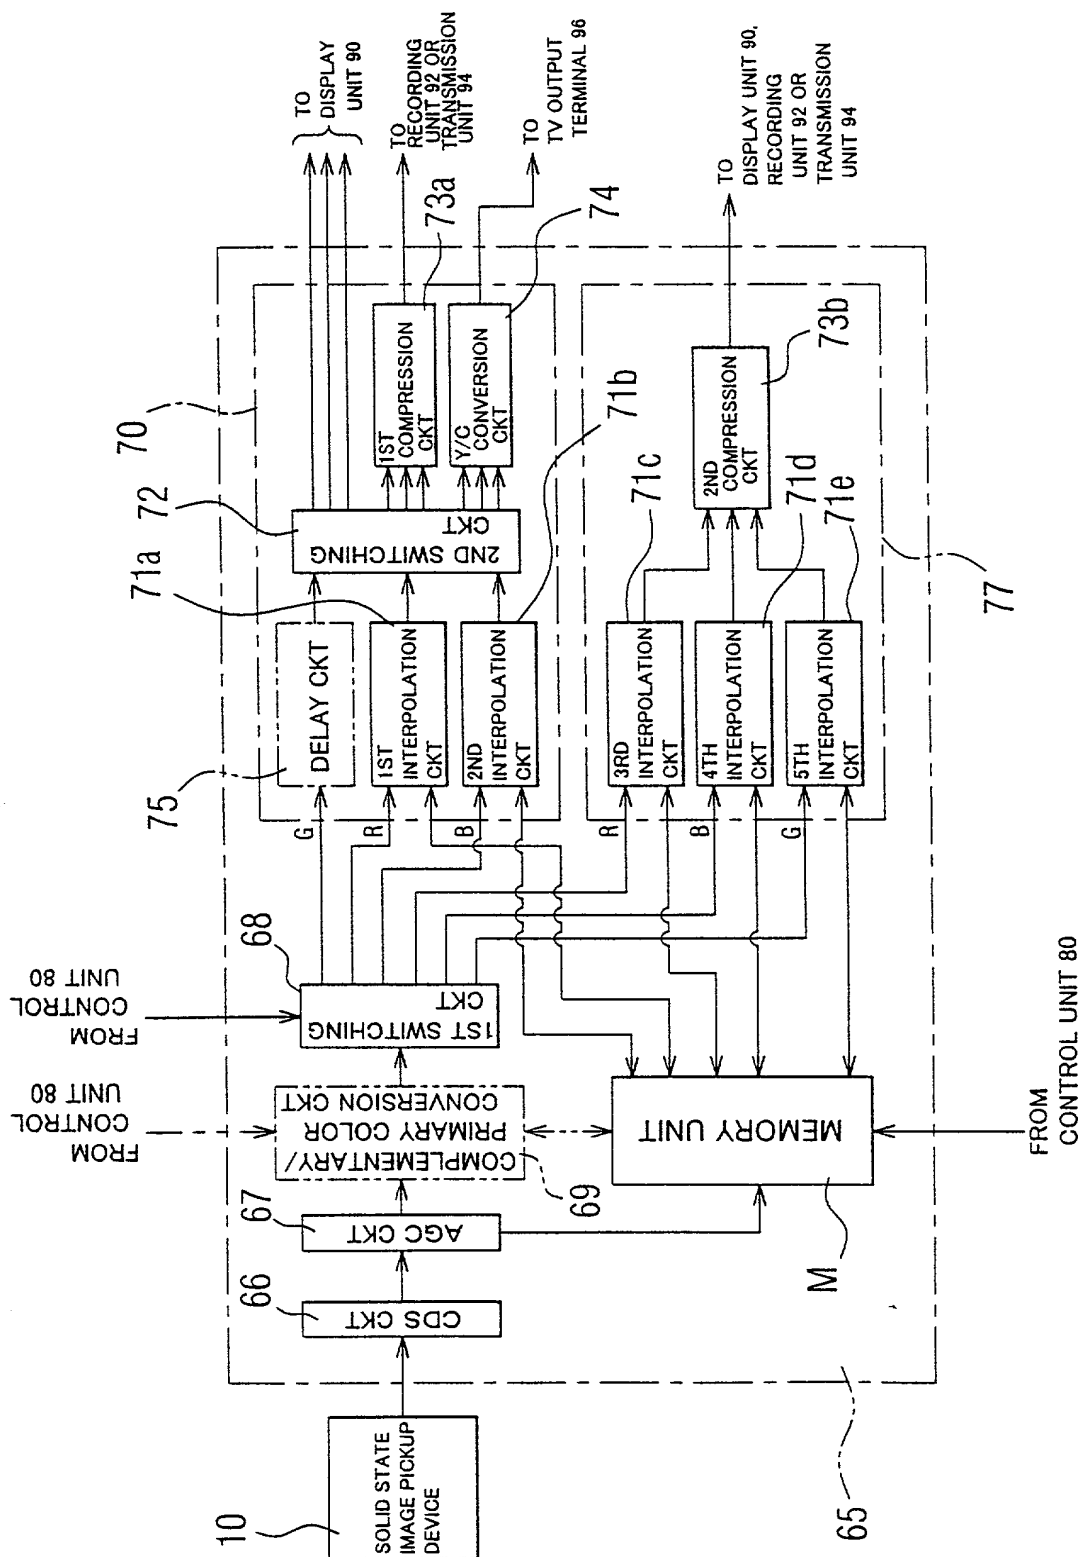 10
SOLID STATE
IMAGE PICKUP
DEVICE
65
66
CDS CKT
67
AGC CKT
69
COMPLEMENTARY/
PRIMARY COLOR
CONVERSION CKT
FROM
CONTROL
UNIT 80
M
MEMORY UNIT
FROM
CONTROL UNIT 80
68
1ST SWITCHING
CKT
FROM
CONTROL
UNIT 80
G
R
B
R
B
G
70
75
DELAY CKT
71a
1ST
INTERPOLATION
CKT
71b
2ND
INTERPOLATION
CKT
72
2ND SWITCHING
CKT
73a
1ST
COMPRESSION
CKT
74
Y/C
CONVERSION
CKT
77
71c
3RD
INTERPOLATION
CKT
71d
4TH
INTERPOLATION
CKT
71e
5TH
INTERPOLATION
CKT
73b
2ND
COMPRESSION
CKT
TO
DISPLAY
UNIT 90
TO
RECORDING
UNIT 92 OR
TRANSMISSION
UNIT 94
TO
TV OUTPUT
TERMINAL 96
TO
DISPLAY UNIT 90,
RECORDING
UNIT 92 OR
TRANSMISSION
UNIT 94